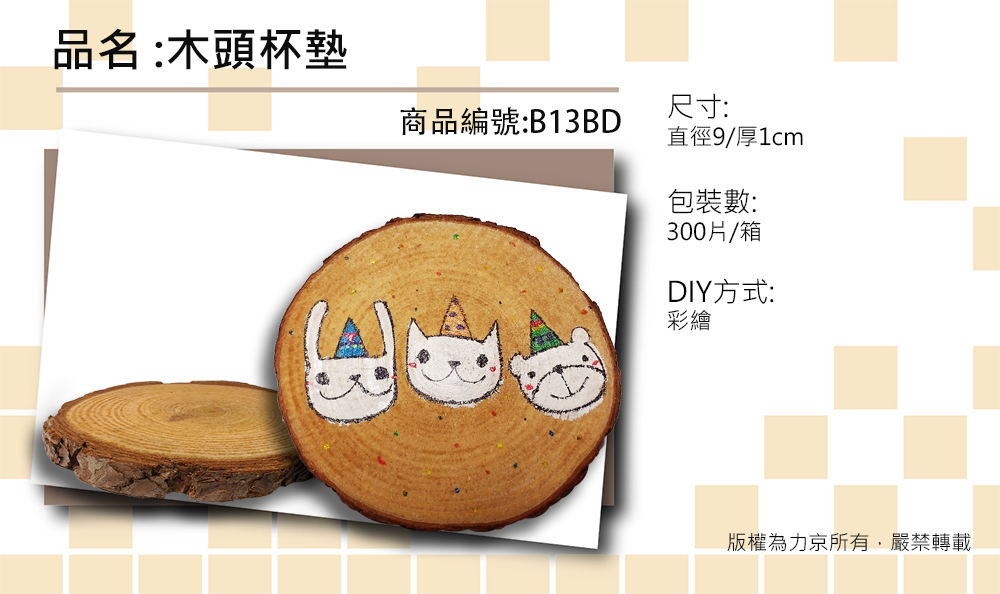 品名 :木頭杯墊
商品編號:B13BD
尺寸:
直徑9/厚1cm
包裝數:
300片/箱
DIY方式:
彩繪
版權為力京所有，嚴禁轉載